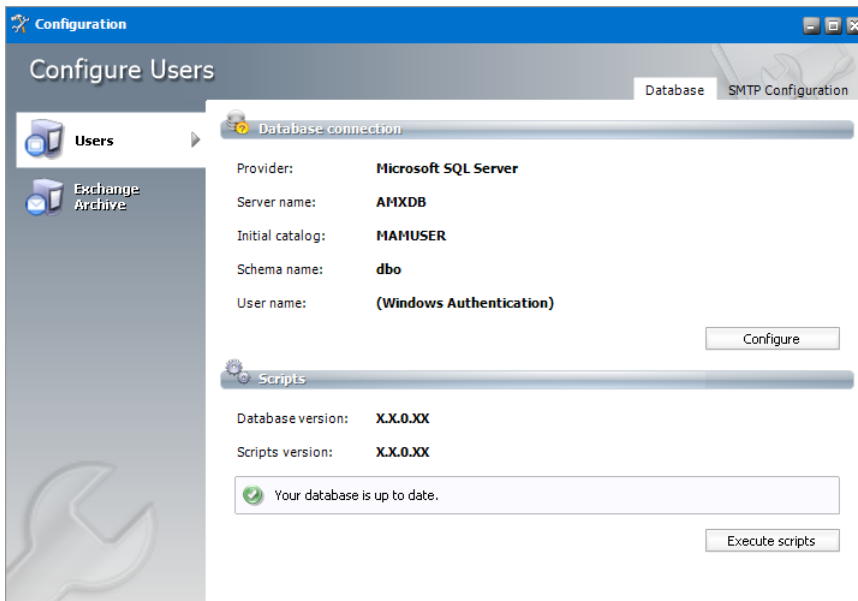 Configuration
Configure Users
Database SMTP Configuration
Users
Exchange
Archive
Database connection
Provider: Microsoft SQL Server
Server name: AMXDB
Initial catalog: MAMUSER
Schema name: dbo
User name: (Windows Authentication)
Configure
Scripts
Database version: X.X.0.XX
Scripts version: X.X.0.XX
Your database is up to date.
Execute scripts